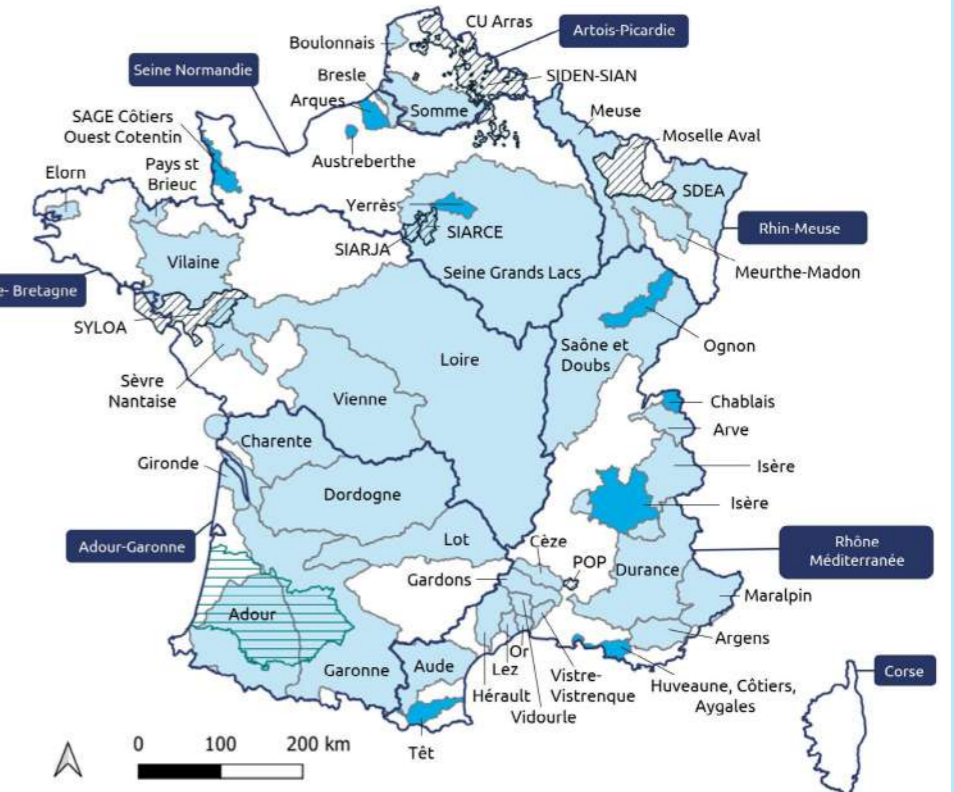 CU Arras
Artois-Picardie
Boulonnais
Seine Normandie
Bresle
SIDEN-SIAN
Arques
Somme
Meuse
SAGE Côtiers
Ouest Cotentin
Moselle Aval
Austreberthe
Elorn
Pays st
Brieuc
SDEA
Yerrès
Rhin-Meuse
SIARCE
SIARJA
Vilaine
Seine Grands Lacs
Meurthe-Madon
e- Bretagne
SYLOA
Ognon
Saône et
Doubs
Loire
Sèvre
Nantaise
Vienne
Chablais
Arve
Charente
Gironde
Isère
Dordogne
Isère
Adour-Garonne
Lot
Cèze
Rhône
Méditerranée
POP
Durance
Gardons
Maralpin
Adour
Argens
Or
Lez
Aude
Garonne
Vistre-
Vistrenque
Hérault
Huveaune, Côtiers,
Aygales
Corse
Vidourle
Têt
0 100 200 km